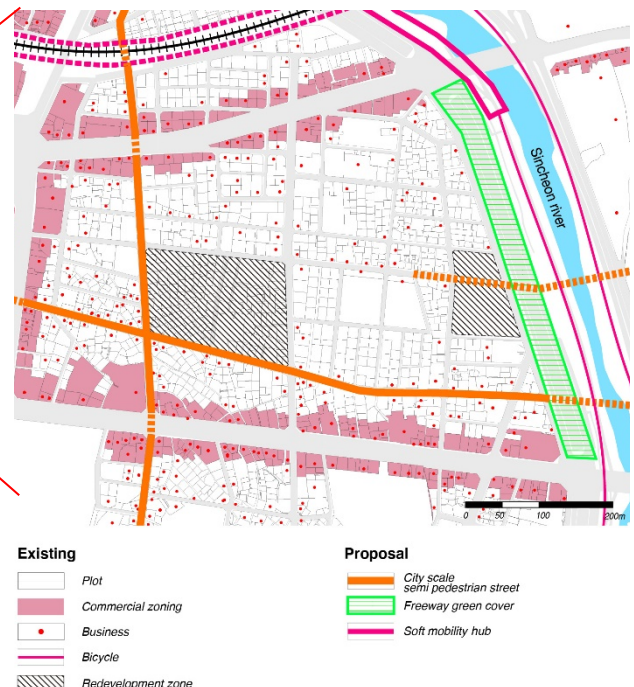 Sincheon river
0 50 100 200m
Existing
Plot
Commercial zoning
Business
Bicycle
Redevelopment zone
Proposal
City scale
semi pedestrian street
Freeway green cover
Soft mobility hub